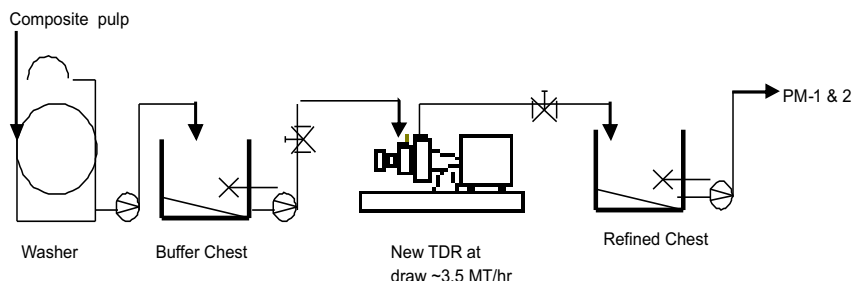 Composite pulp
PM-1 & 2
Washer
Buffer Chest
New TDR at
draw ~3.5 MT/hr
Refined Chest